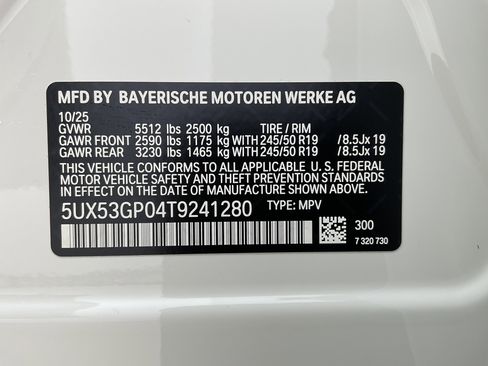 MFD BY BAYERISCHE MOTOREN WERKE AG
10/25
GVWR 5512 lbs 2500 kg TIRE / RIM
GAWR FRONT 2590 lbs 1175 kg WITH 245/50 R19 / 8.5Jx 19
GAWR REAR 3230 lbs 1465 kg WITH 245/50 R19 / 8.5Jx 19
THIS VEHICLE CONFORMS TO ALL APPLICABLE U. S. FEDERAL
MOTOR VEHICLE SAFETY STANDARDS IN EFFECT ON THE
DATE OF MANUFACTURE SHOWN ABOVE.
5UX53GP04T9241280 TYPE: MPV
300
7 320 730